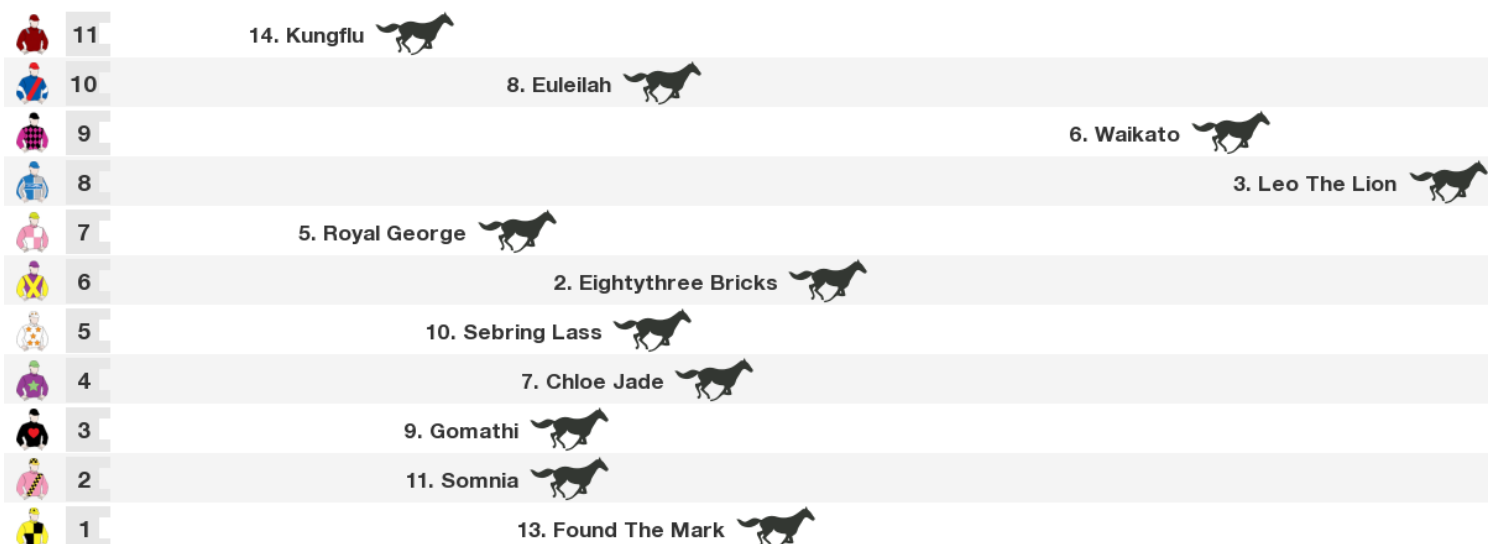 11 14. Kungflu
10 8. Euleilah
9 6. Waikato
8 3. Leo The Lion
7 5. Royal George
6 2. Eightythree Bricks
5 10. Sebring Lass
4 7. Chloe Jade
3 9. Gomathi
2 11. Somnia
1 13. Found The Mark